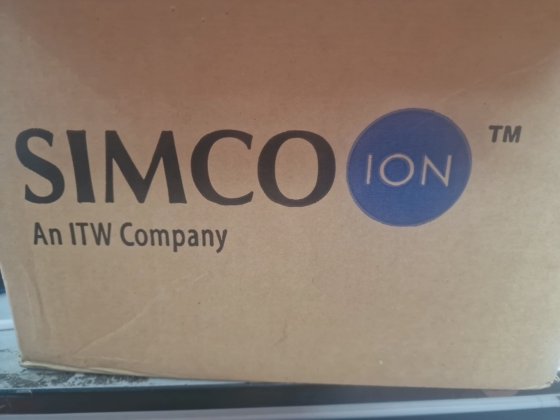 SIMCO ION ™
An ITW Company